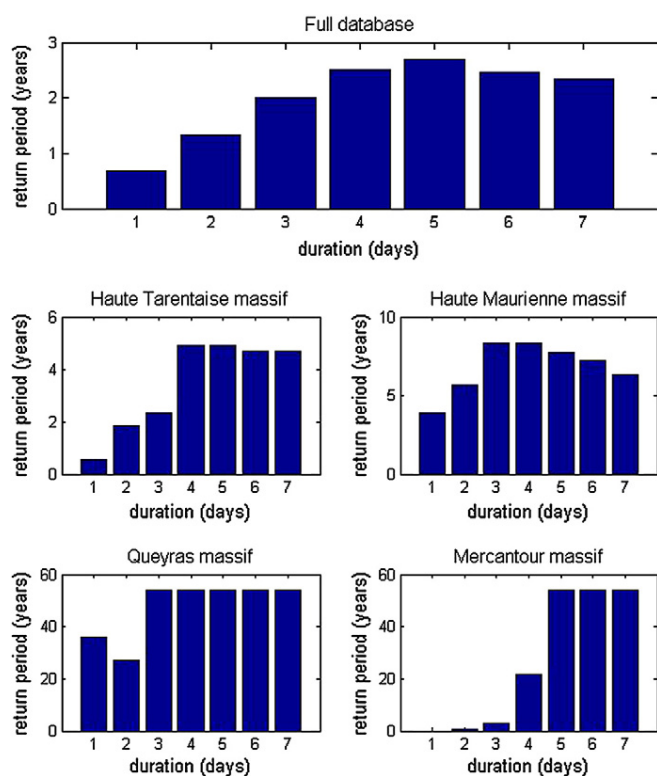 Full database
return period (years)
3
2
1
0
1 2 3 4 5 6 7
duration (days)
Haute Tarentaise massif
return period (years)
6
4
2
0
1 2 3 4 5 6 7
duration (days)
Haute Maurienne massif
return period (years)
10
5
0
1 2 3 4 5 6 7
duration (days)
Queyras massif
return period (years)
60
40
20
0
1 2 3 4 5 6 7
duration (days)
Mercantour massif
return period (years)
60
40
20
0
1 2 3 4 5 6 7
duration (days)